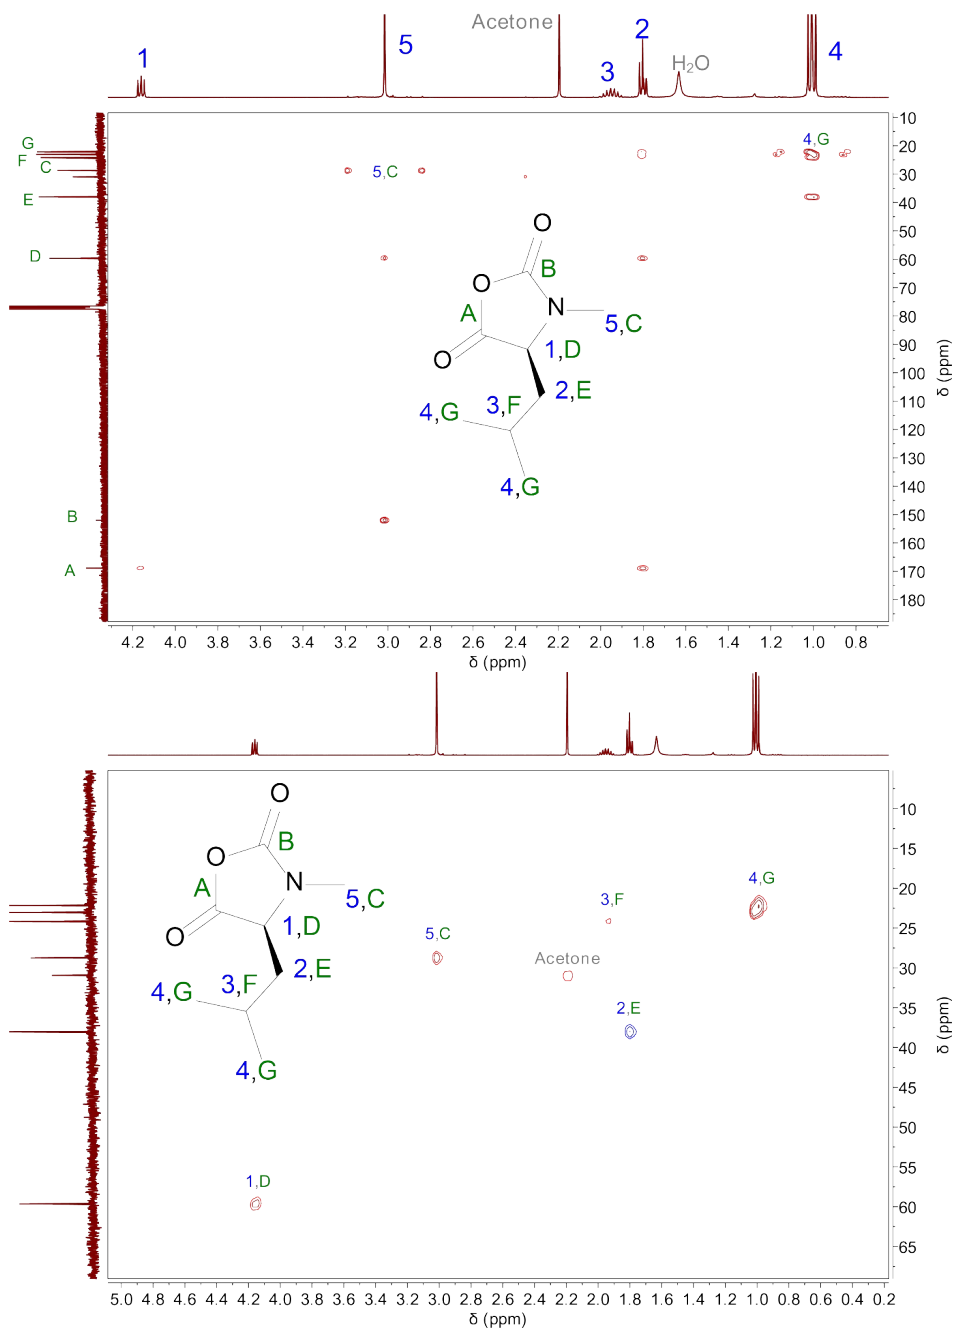 Acetone
1
5
3
2
H₂O
4
G
F
C
E
D
B
A
4,G
5,C
O
O
B
A
N
5,C
O
1,D
2,E
3,F
4,G
4,G
10
20
30
40
50
60
70
80
90
100
110
120
130
140
150
160
170
180
δ (ppm)
4.2 4.0 3.8 3.6 3.4 3.2 3.0 2.8 2.6 2.4 2.2 2.0 1.8 1.6 1.4 1.2 1.0 0.8
δ (ppm)
O
O
B
A
N
5,C
O
1,D
2,E
3,F
4,G
4,G
4,G
3,F
5,C
Acetone
2,E
1,D
10
15
20
25
30
35
40
45
50
55
60
65
δ (ppm)
5.0 4.8 4.6 4.4 4.2 4.0 3.8 3.6 3.4 3.2 3.0 2.8 2.6 2.4 2.2 2.0 1.8 1.6 1.4 1.2 1.0 0.8 0.6 0.4 0.2
δ (ppm)